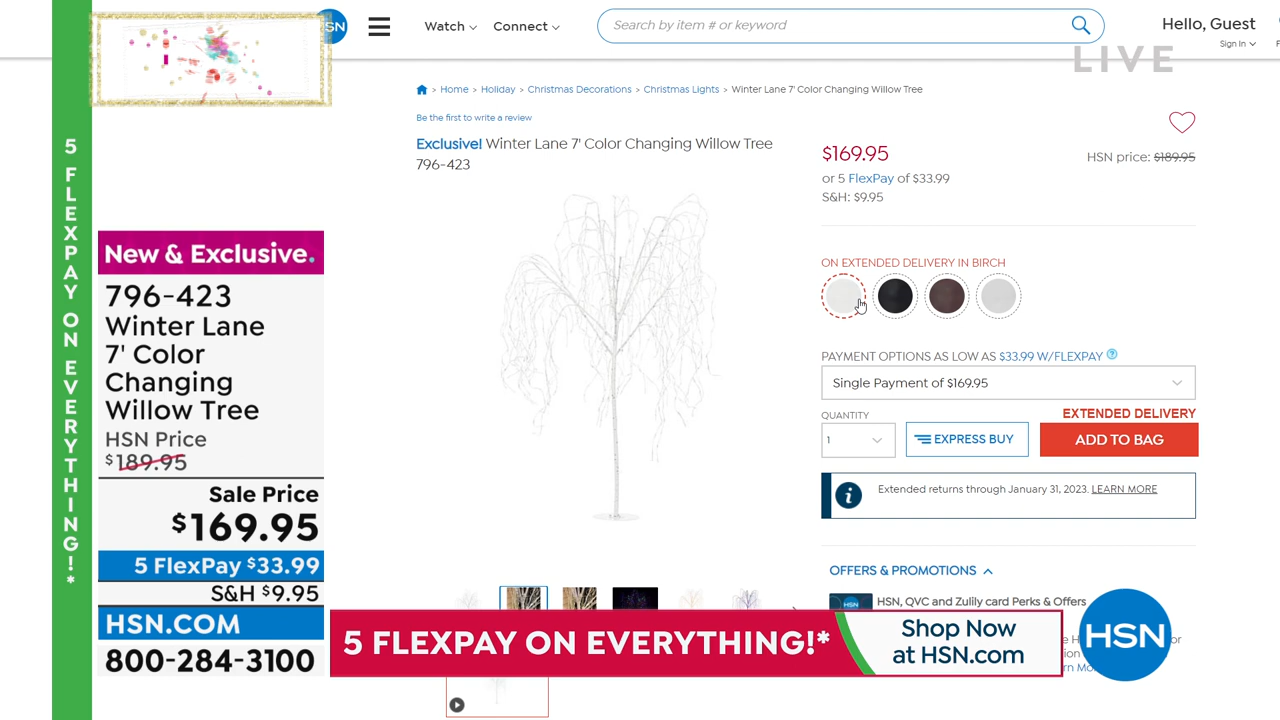 HSN
Watch
Connect
Search by item # or keyword
Hello, Guest
Sign In
LIVE
Home > Holiday > Christmas Decorations > Christmas Lights > Winter Lane 7' Color Changing Willow Tree
Be the first to write a review
Exclusive! Winter Lane 7' Color Changing Willow Tree
796-423
$169.95
HSN price: $189.95
or 5 FlexPay of $33.99
S&H: $9.95
ON EXTENDED DELIVERY IN BIRCH
PAYMENT OPTIONS AS LOW AS $33.99 W/FLEXPAY ?
Single Payment of $169.95
QUANTITY
EXTENDED DELIVERY
1
EXPRESS BUY
ADD TO BAG
Extended returns through January 31, 2023. LEARN MORE
OFFERS & PROMOTIONS
HSN, QVC and Zulily card Perks & Offers
5 FLEXPAY ON EVERYTHING!*
New & Exclusive.
796-423
Winter Lane
7' Color
Changing
Willow Tree
HSN Price
$189.95
Sale Price
$169.95
5 FlexPay $33.99
S&H $9.95
HSN.COM
800-284-3100
5 FLEXPAY ON EVERYTHING!*
Shop Now
at HSN.com
HSN